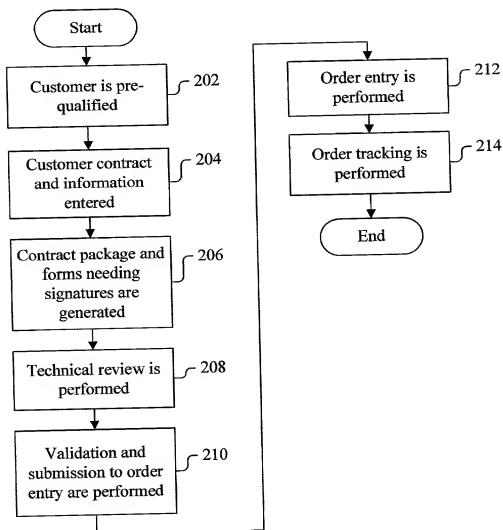 Start
Customer is pre-
qualified
202
Customer contract
and information
entered
204
Contract package and
forms needing
signatures are
generated
206
Technical review is
performed
208
Validation and
submission to order
entry are performed
210
Order entry is
performed
212
Order tracking is
performed
214
End